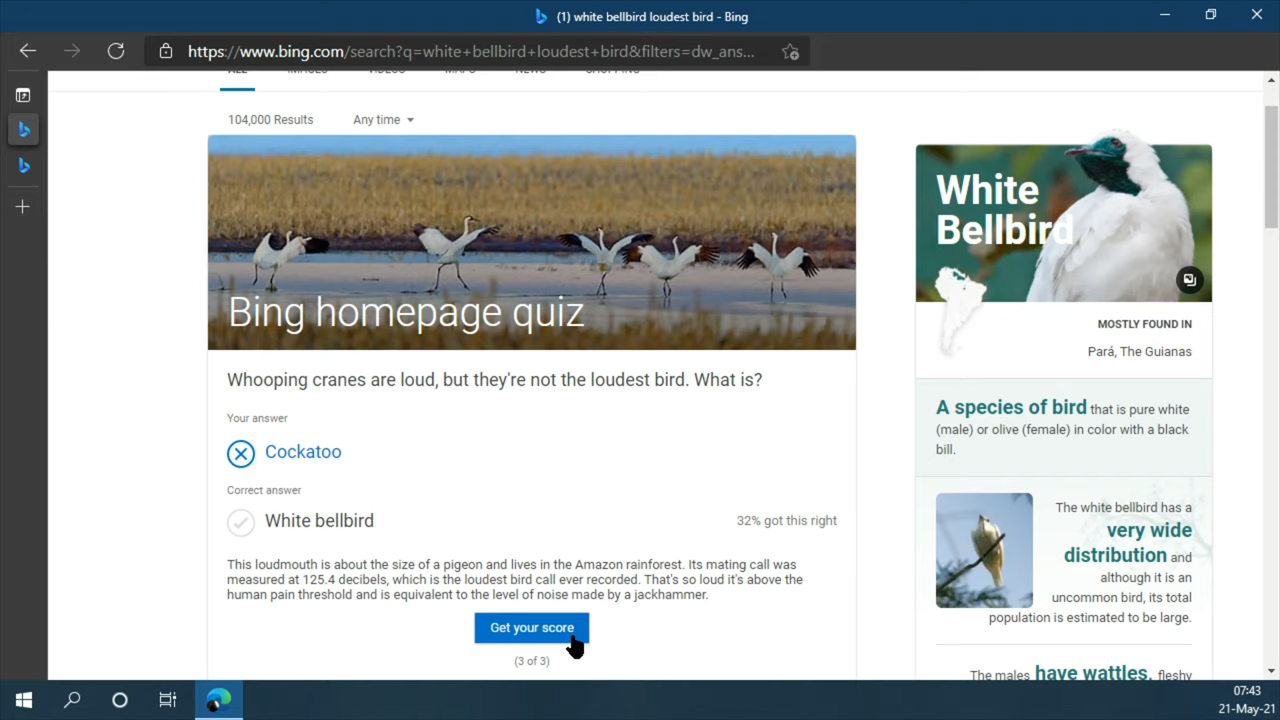 (1) white bellbird loudest bird - Bing
https://www.bing.com/search?q=white+bellbird+loudest+bird&filters=dw_ans...
ALL IMAGES VIDEOS MAPS NEWS SHOPPING
104,000 Results Any time
Bing homepage quiz
Whooping cranes are loud, but they're not the loudest bird. What is?
Your answer
Cockatoo
Correct answer
White bellbird 32% got this right
This loudmouth is about the size of a pigeon and lives in the Amazon rainforest. Its mating call was
measured at 125.4 decibels, which is the loudest bird call ever recorded. That's so loud it's above the
human pain threshold and is equivalent to the level of noise made by a jackhammer.
Get your score
(3 of 3)
White
Bellbird
MOSTLY FOUND IN
Pará, The Guianas
A species of bird that is pure white
(male) or olive (female) in color with a black
bill.
The white bellbird has a
very wide
distribution and
although it is an
uncommon bird, its total
population is estimated to be large.
The males have wattles, fleshy
07:43
21-May-21